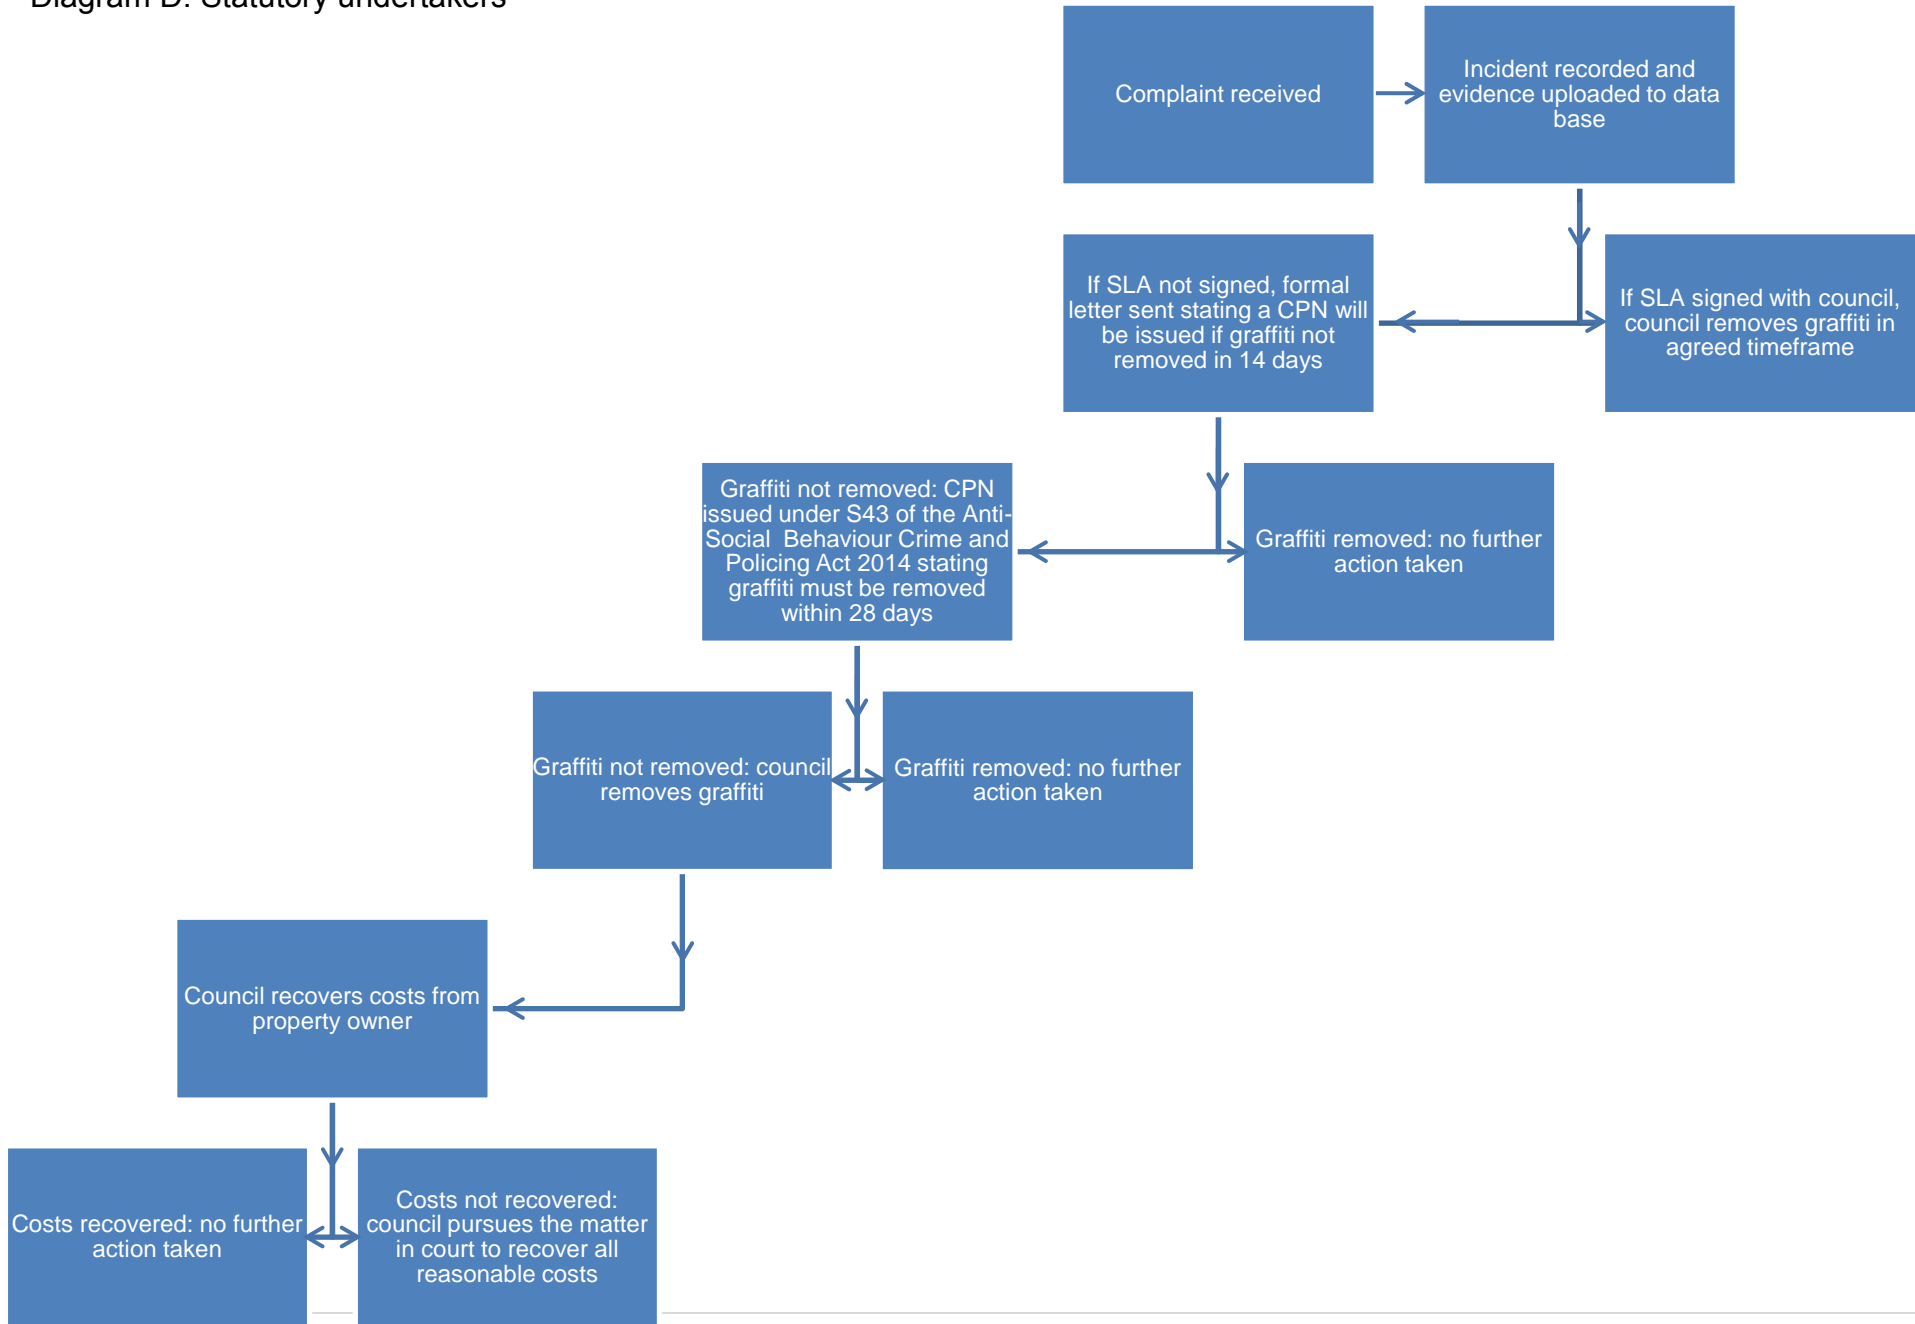 Diagram D: Statutory undertakers
Complaint received
Incident recorded and
evidence uploaded to data
base
If SLA not signed, formal
letter sent stating a CPN will
be issued if graffiti not
removed in 14 days
If SLA signed with council,
council removes graffiti in
agreed timeframe
Graffiti not removed: CPN
issued under S43 of the Anti-
Social  Behaviour Crime and
Policing Act 2014 stating
graffiti must be removed
within 28 days
Graffiti removed: no further
action taken
Graffiti not removed: council
removes graffiti
Graffiti removed: no further
action taken
Council recovers costs from
property owner
Costs recovered: no further
action taken
Costs not recovered:
council pursues the matter
in court to recover all
reasonable costs